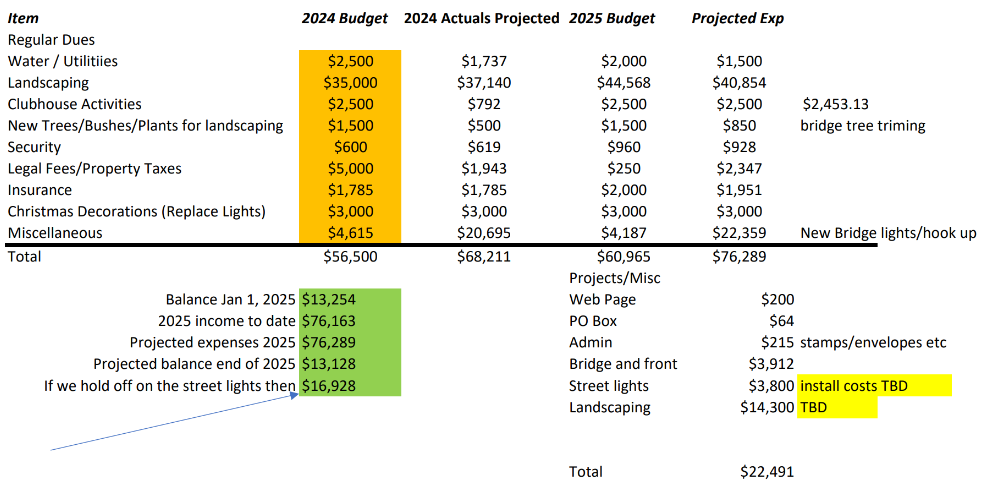 Item 2024 Budget 2024 Actuals Projected 2025 Budget Projected Exp
Regular Dues
Water / Utilitiies $2,500 $1,737 $2,000 $1,500
Landscaping $35,000 $37,140 $44,568 $40,854
Clubhouse Activities $2,500 $792 $2,500 $2,500 $2,453.13
New Trees/Bushes/Plants for landscaping $1,500 $500 $1,500 $850 bridge tree triming
Security $600 $619 $960 $928
Legal Fees/Property Taxes $5,000 $1,943 $250 $2,347
Insurance $1,785 $1,785 $2,000 $1,951
Christmas Decorations (Replace Lights) $3,000 $3,000 $3,000 $3,000
Miscellaneous $4,615 $20,695 $4,187 $22,359 New Bridge lights/hook up
Total $56,500 $68,211 $60,965 $76,289
Projects/Misc
Balance Jan 1, 2025 $13,254 Web Page $200
2025 income to date $76,163 PO Box $64
Projected expenses 2025 $76,289 Admin $215 stamps/envelopes etc
Projected balance end of 2025 $13,128 Bridge and front $3,912
If we hold off on the street lights then $16,928 Street lights $3,800 install costs TBD
Landscaping $14,300 TBD
Total $22,491